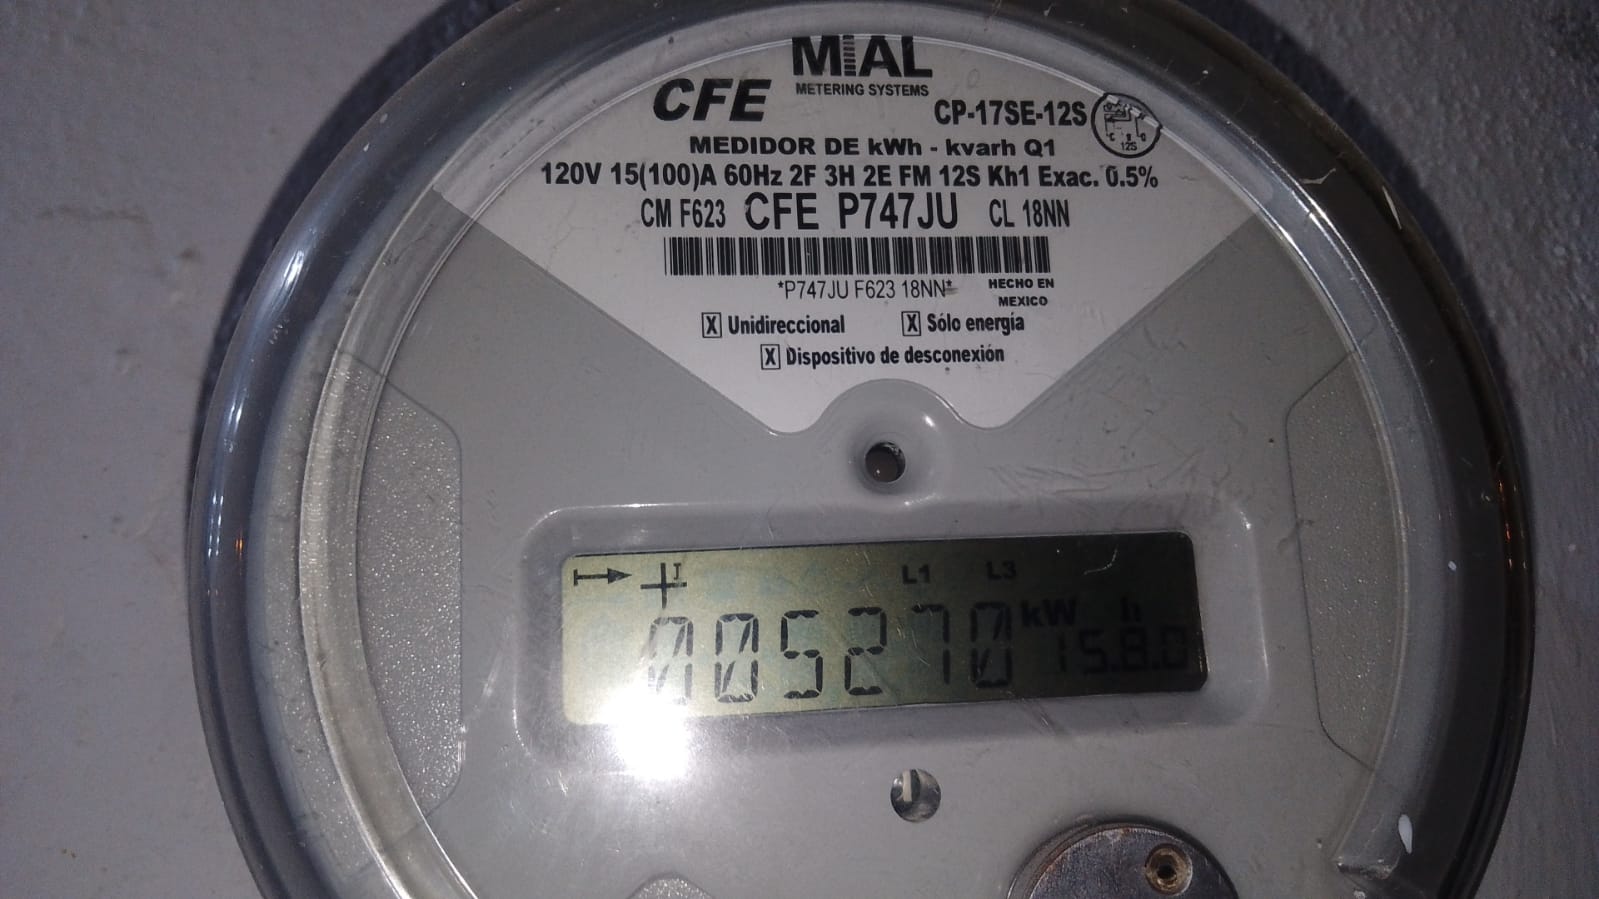 MIAL
METERING SYSTEMS
CFE
CP-17SE-12S
12S
MEDIDOR DE kWh - kvarh Q1
120V 15(100)A 60Hz 2F 3H 2E FM 12S Kh1 Exac. 0.5%
CM F623 CFE P747JU CL 18NN
*P747JU F623 18NN*
HECHO EN
MEXICO
X Unidireccional X Sólo energía
X Dispositivo de desconexión
I L1 L3
005270 kW h 15.8.0